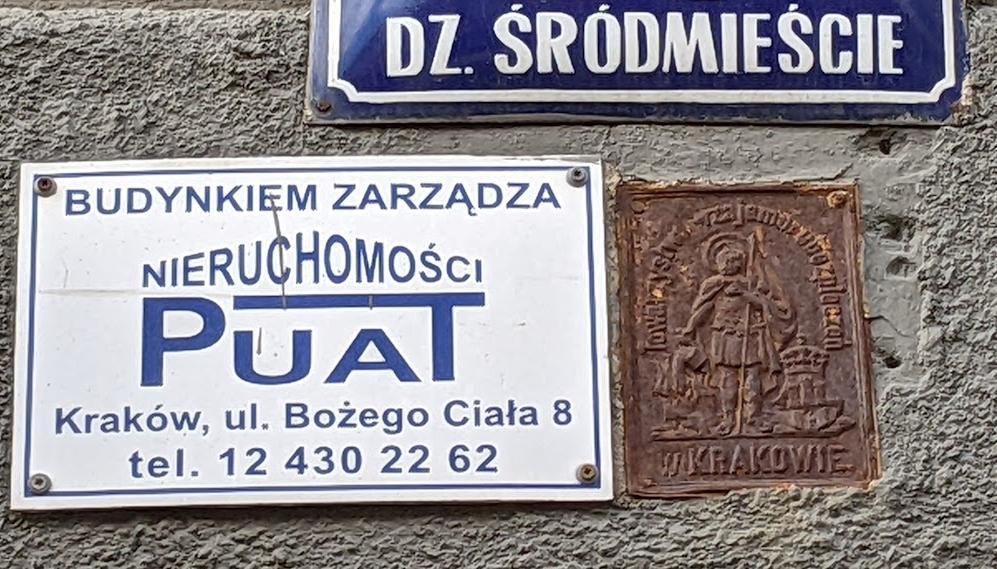 DZ. ŚRÓDMIEŚCIE
BUDYNKIEM ZARZĄDZA
NIERUCHOMOŚCI
PUAT
Kraków, ul. Bożego Ciała 8
tel. 12 430 22 62
W KRAKOWIE